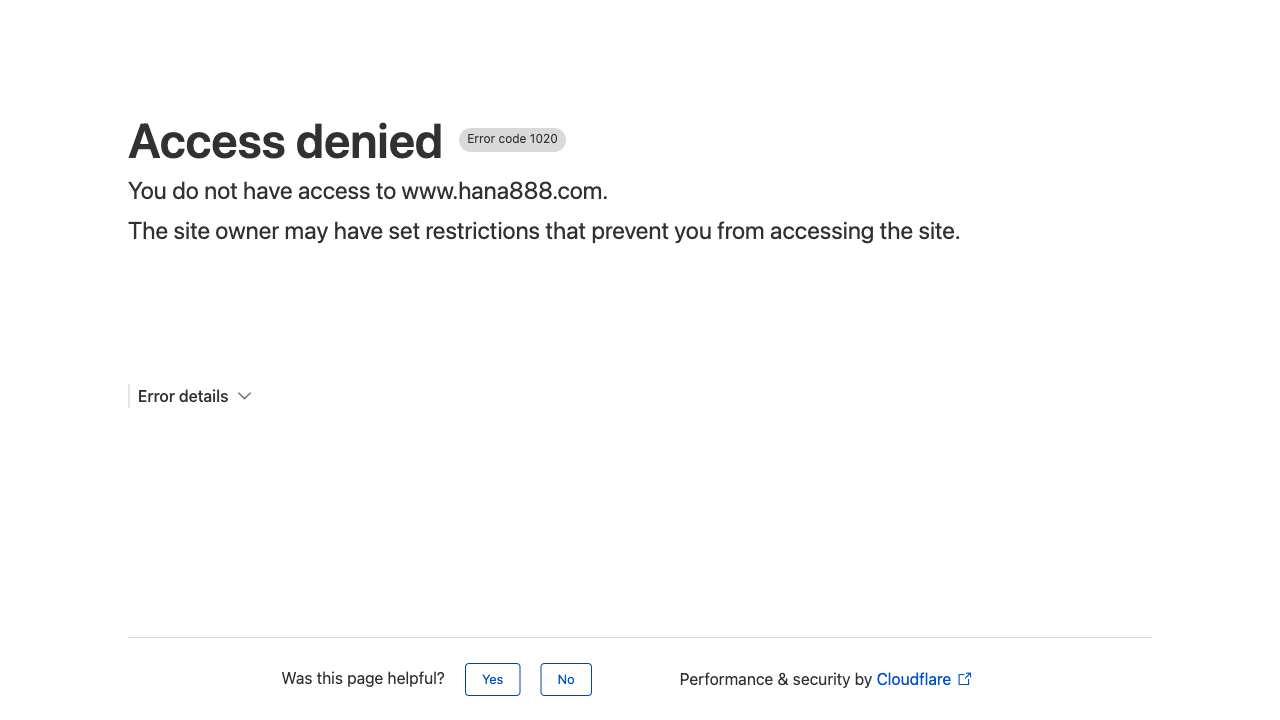 Access denied Error code 1020
You do not have access to www.hana888.com.
The site owner may have set restrictions that prevent you from accessing the site.
Error details
Was this page helpful? Yes No Performance & security by Cloudflare